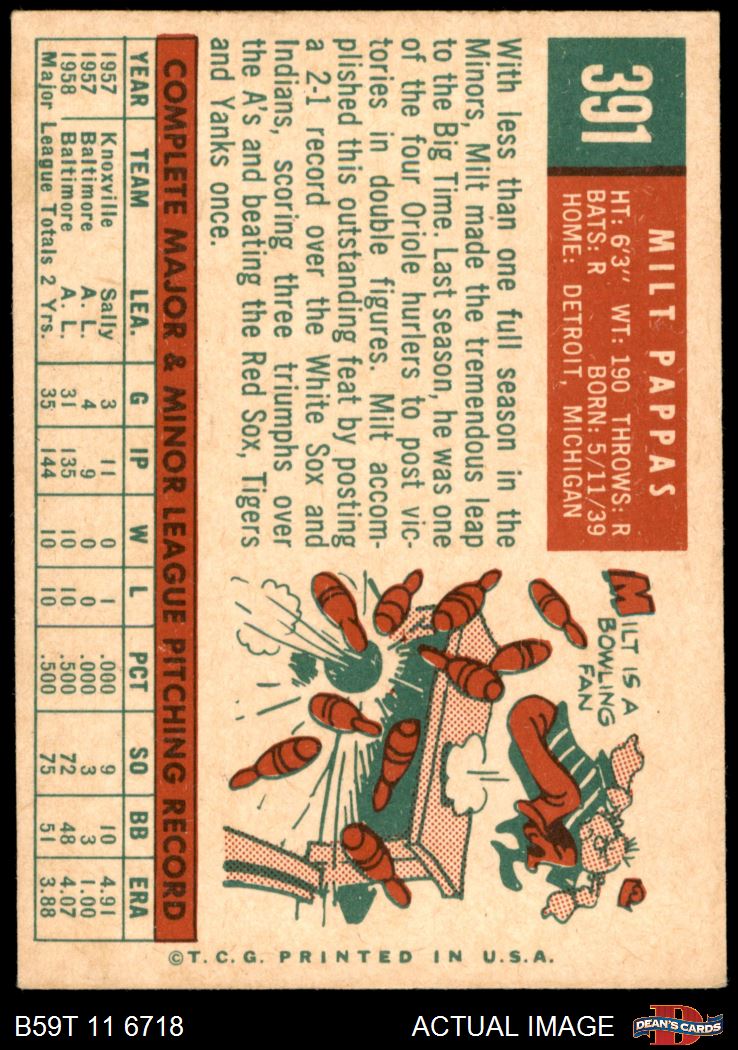 391
MILT PAPPAS
HT: 6'3" WT: 190 THROWS: R
BATS: R BORN: 5/11/39
HOME: DETROIT, MICHIGAN
With less than one full season in the
Minors, Milt made the tremendous leap
to the Big Time. Last season, he was one
of the four Oriole hurlers to post vic-
tories in double figures. Milt accom-
plished this outstanding feat by posting
a 2-1 record over the White Sox and
Indians, scoring three triumphs over
the A's and beating the Red Sox, Tigers
and Yanks once.
MILT IS A
BOWLING
FAN
COMPLETE MAJOR & MINOR LEAGUE PITCHING RECORD
YEAR TEAM LEA. G IP W L PCT SO BB ERA
1957 Knoxville Sally 3 11 0 1 .000 9 10 4.91
1957 Baltimore A. L. 4 9 0 0 .000 3 3 1.00
1958 Baltimore A. L. 31 135 10 10 .500 72 48 4.07
Major League Totals 2 Yrs. 35 144 10 10 .500 75 51 3.88
©T.C.G. PRINTED IN U.S.A.
B59T 11 6718
ACTUAL IMAGE
DEAN'S CARDS